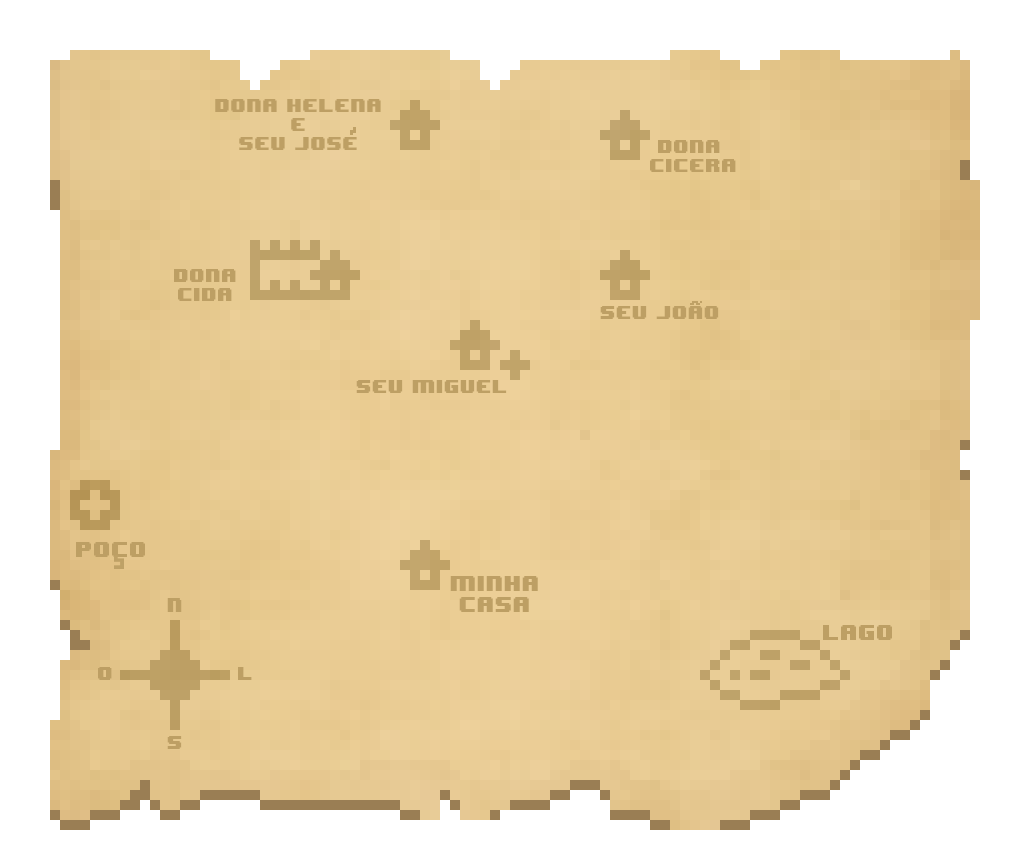 DONA HELENA
E
SEU JOSÉ
DONA
CICERA
DONA
CIDA
SEU JOÃO
SEU MIGUEL
POÇO
MINHA
CASA
N
O L
S
LAGO